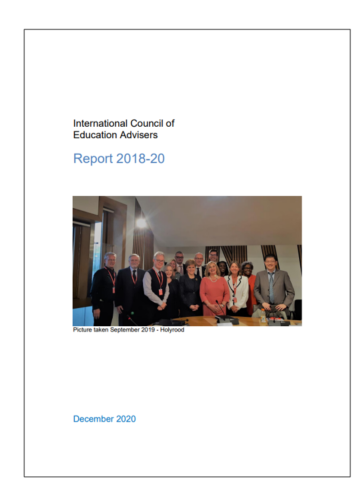 International Council of
Education Advisers
Report 2018-20
Picture taken September 2019 - Holyrood
December 2020